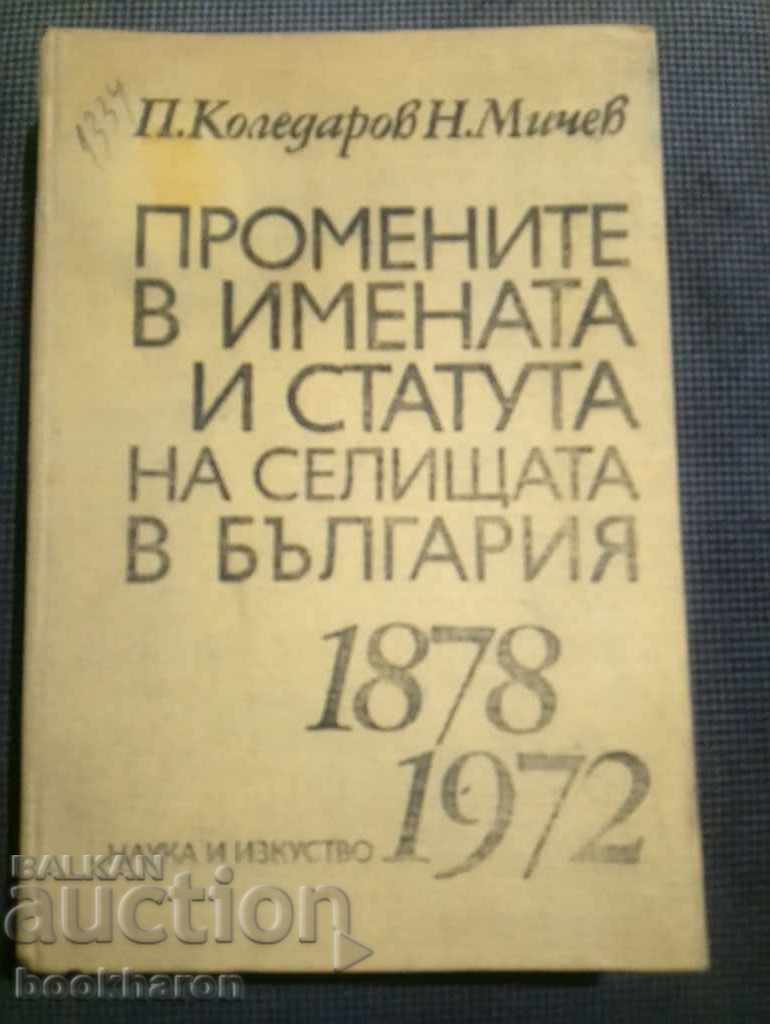 1334
П.Коледаров Н.Мичев
ПРОМЕНИТЕ
В ИМЕНАТА
И СТАТУТА
НА СЕЛИЩАТА
В БЪЛГАРИЯ
1878
1972
НАУКА И ИЗКУСТВО
BALKAN
auction
bookharon